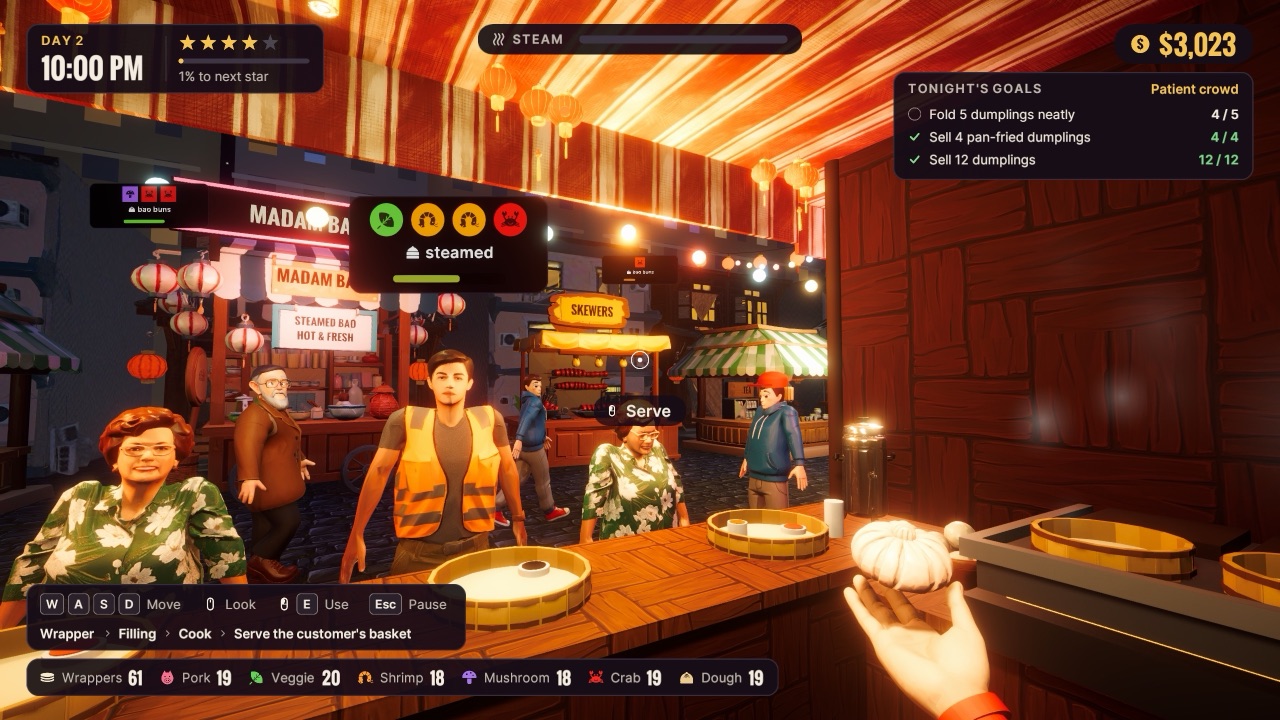 DAY 2
10:00 PM
1% to next star
STEAM
$3,023
TONIGHT'S GOALS Patient crowd
Fold 5 dumplings neatly 4 / 5
Sell 4 pan-fried dumplings 4 / 4
Sell 12 dumplings 12 / 12
bao buns
MADAM BA
steamed
bao buns
MADAM BA
STEAMED BAO
HOT & FRESH
SKEWERS
Serve
W A S D Move Look E Use Esc Pause
Wrapper › Filling › Cook › Serve the customer's basket
Wrappers 61 Pork 19 Veggie 20 Shrimp 18 Mushroom 18 Crab 19 Dough 19